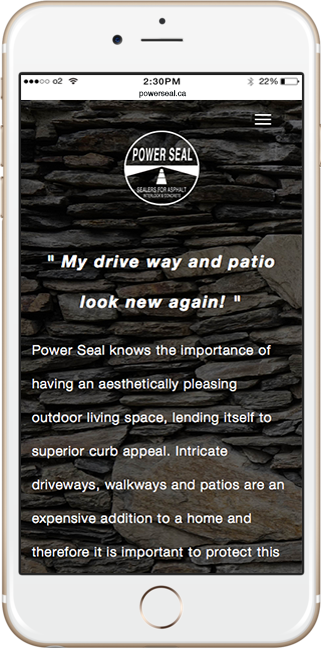 ●●●○○ o2 2:30PM 22%
powerseal.ca
POWER SEAL
SEALERS FOR ASPHALT
INTERLOCK & CONCRETE
" My drive way and patio
look new again! "
Power Seal knows the importance of
having an aesthetically pleasing
outdoor living space, lending itself to
superior curb appeal. Intricate
driveways, walkways and patios are an
expensive addition to a home and
therefore it is important to protect this